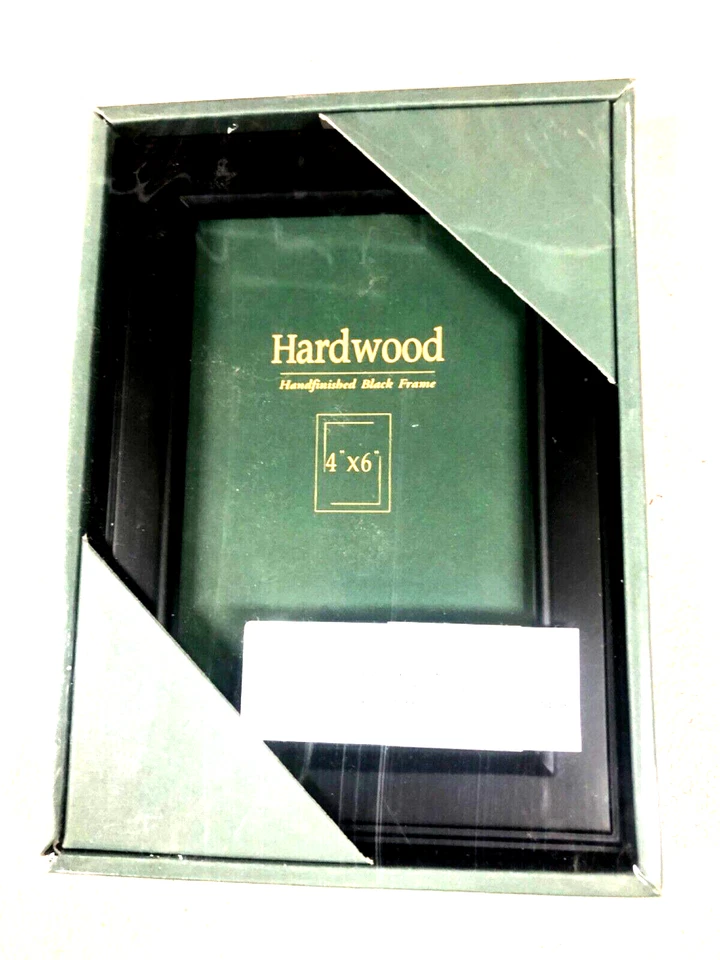 Hardwood
Handfinished Black Frame
4"x6"